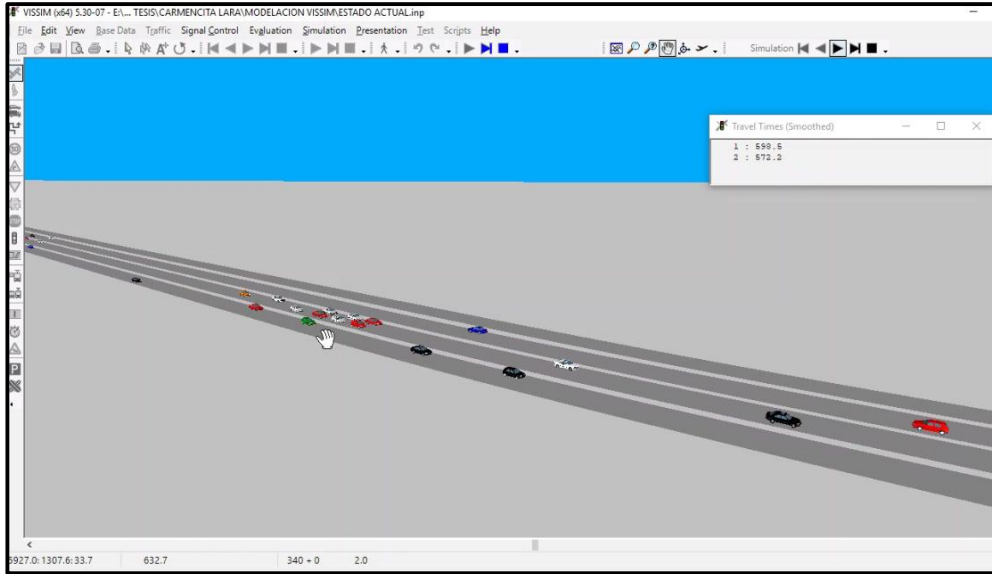 VISSIM (x64) 5.30-07 - E:\... TESIS\CARMENCITA LARA\MODELACION VISSIM\ESTADO ACTUAL.inp
File Edit View Base Data Traffic Signal Control Evaluation Simulation Presentation Test Scripts Help
Simulation
Travel Times (Smoothed)
1 : 598.5
2 : 572.2
5927.0: 1307.6: 33.7 632.7 340 + 0 2.0